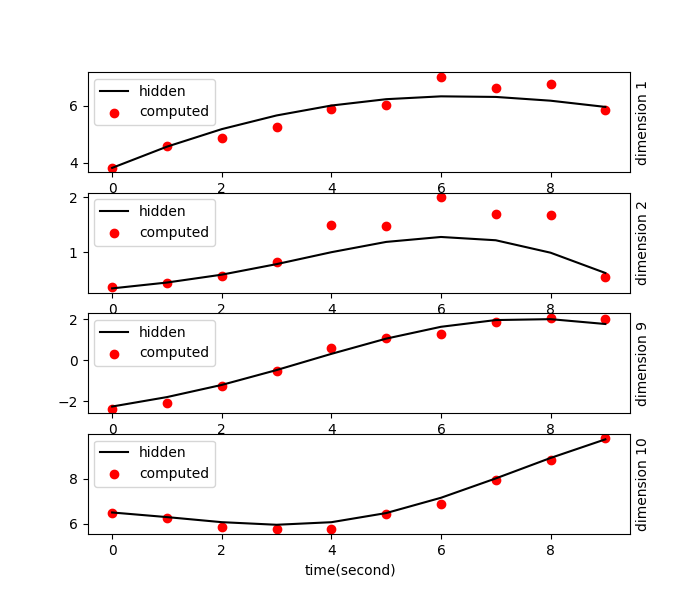 hidden
computed
6
4
0 2 4 6 8
dimension 1
hidden
computed
2
1
0 2 4 6 8
dimension 2
hidden
computed
2
0
−2
0 2 4 6 8
dimension 9
hidden
computed
8
6
0 2 4 6 8
dimension 10
time(second)